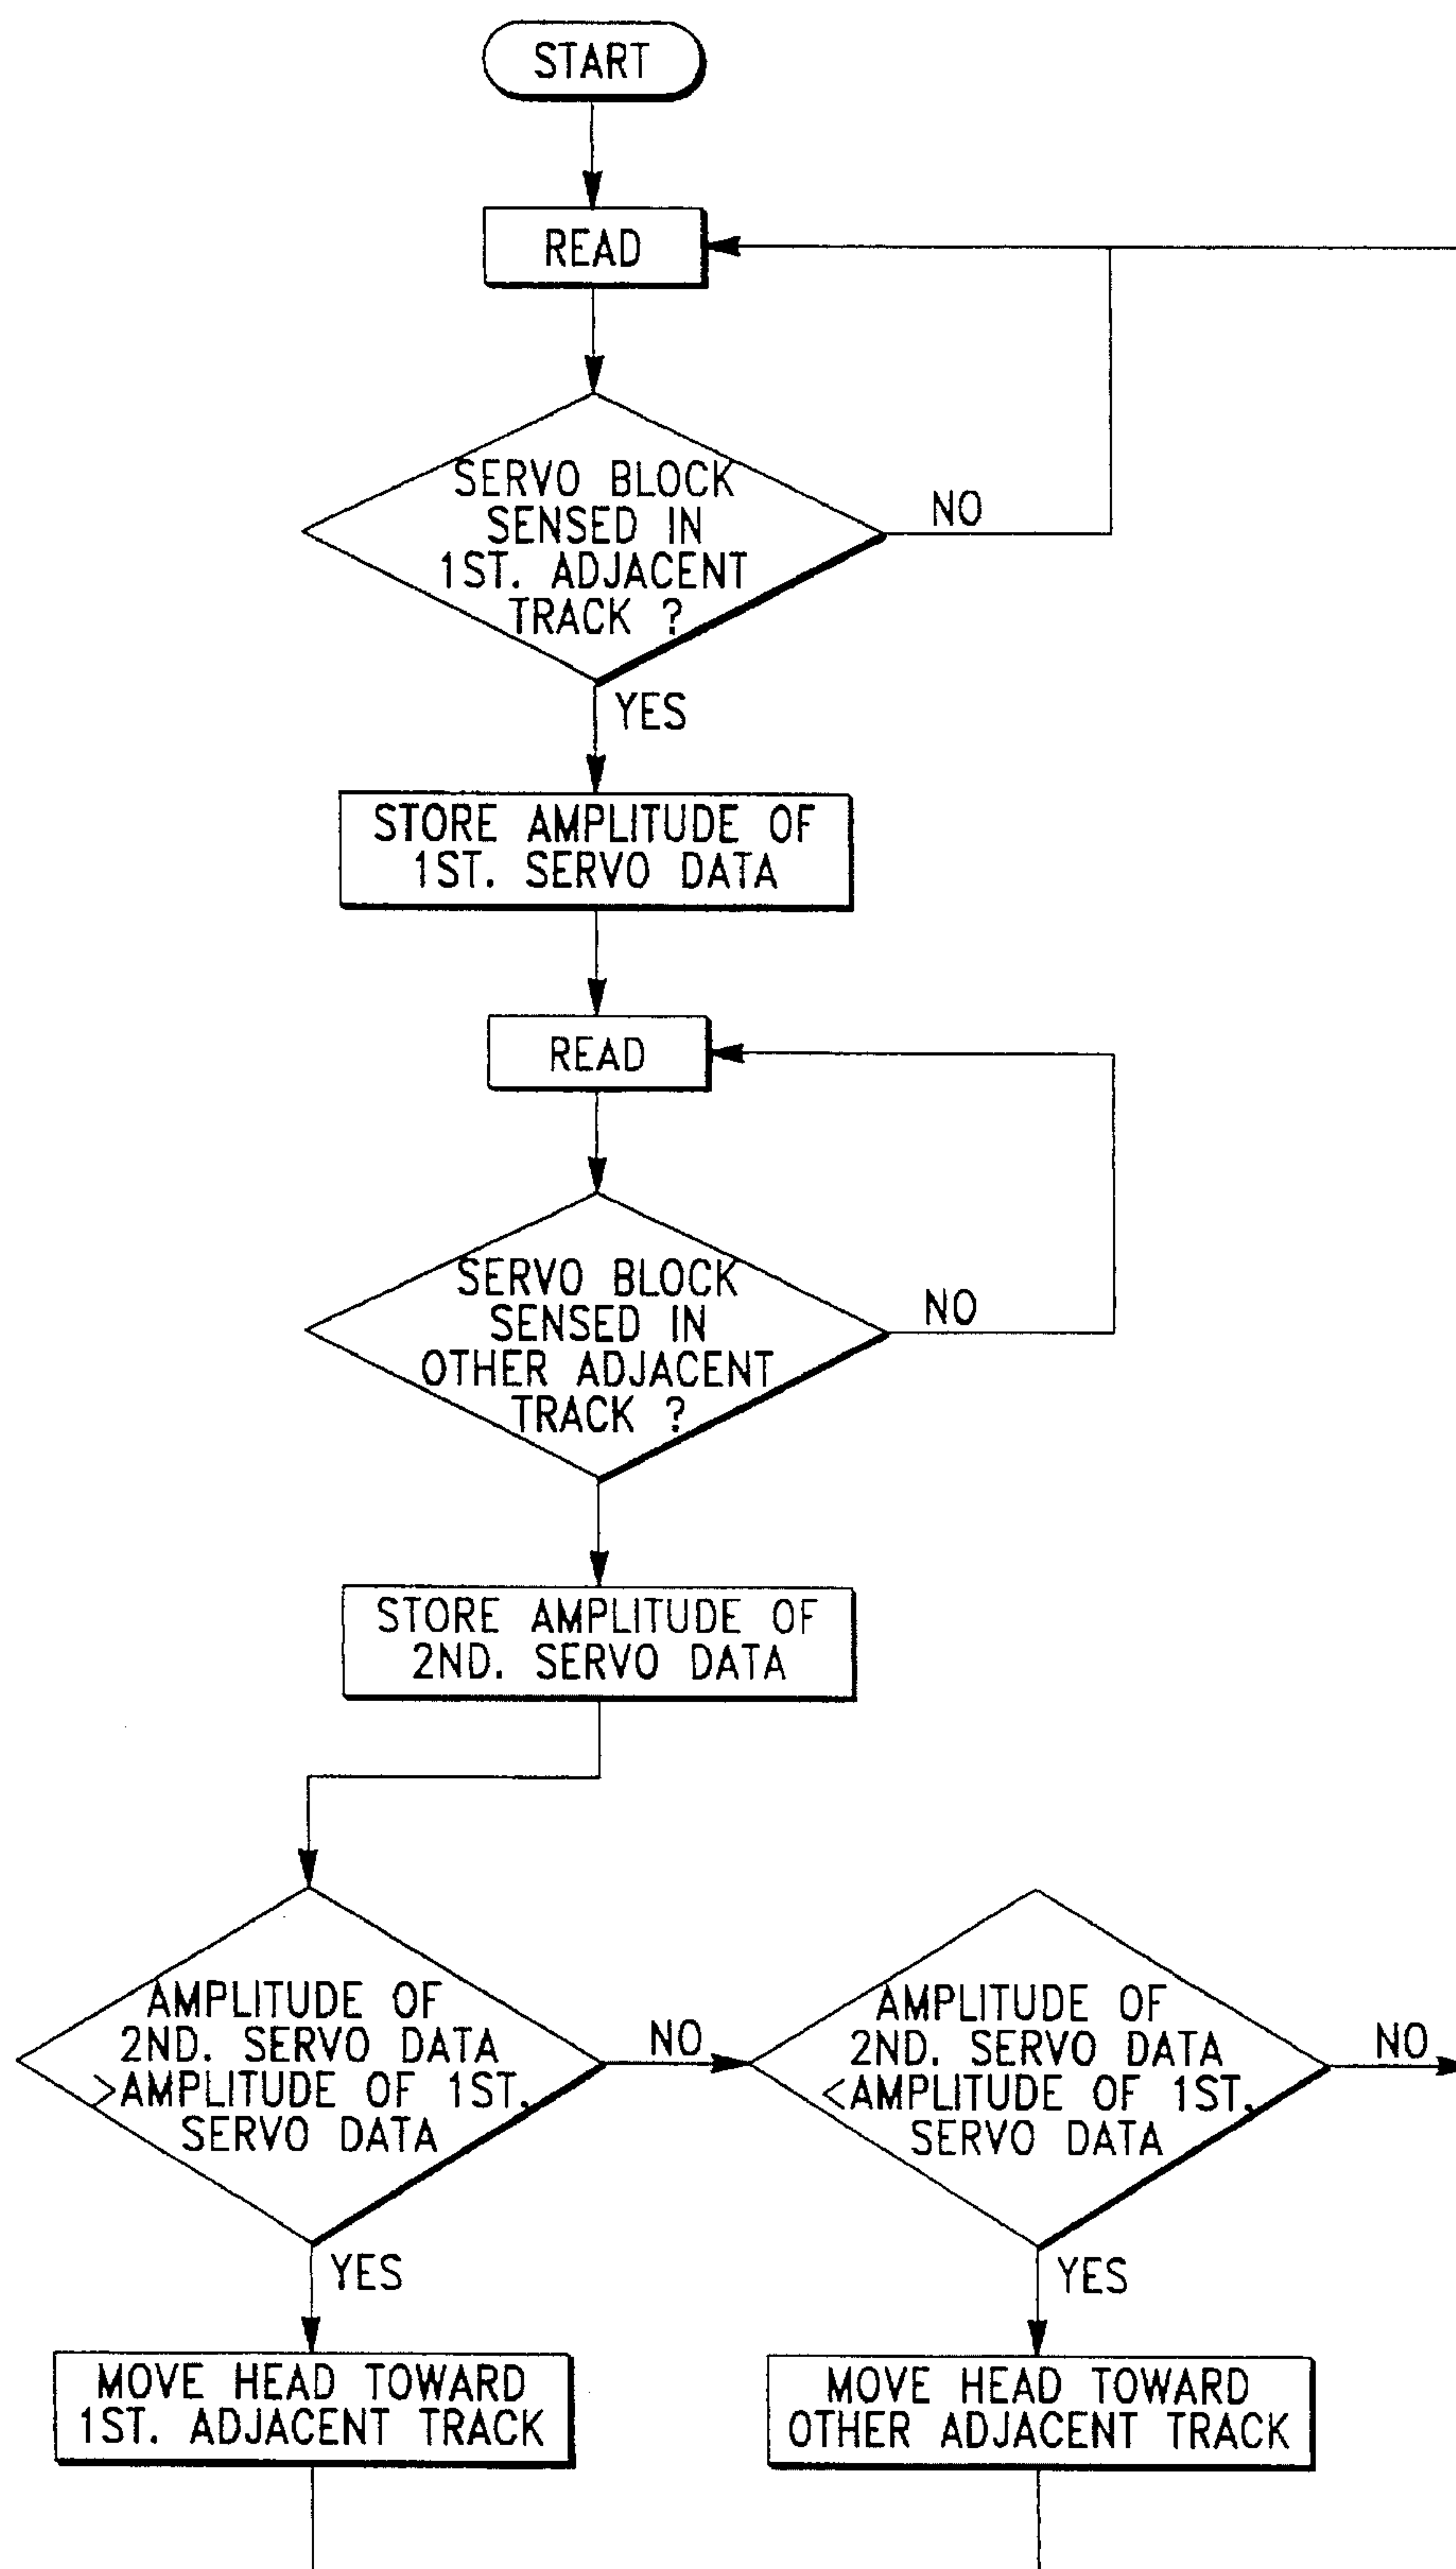 START
READ
SERVO BLOCK
SENSED IN
1ST. ADJACENT
TRACK ?
NO
YES
STORE AMPLITUDE OF
1ST. SERVO DATA
READ
SERVO BLOCK
SENSED IN
OTHER ADJACENT
TRACK ?
NO
STORE AMPLITUDE OF
2ND. SERVO DATA
AMPLITUDE OF
2ND. SERVO DATA
>AMPLITUDE OF 1ST.
SERVO DATA
NO
YES
AMPLITUDE OF
2ND. SERVO DATA
<AMPLITUDE OF 1ST.
SERVO DATA
NO
YES
MOVE HEAD TOWARD
1ST. ADJACENT TRACK
MOVE HEAD TOWARD
OTHER ADJACENT TRACK